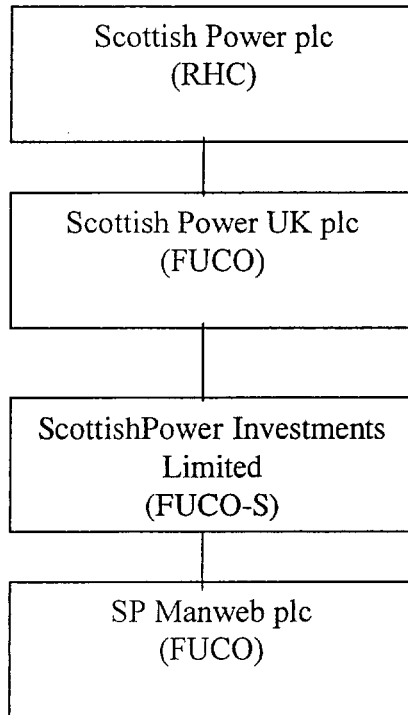 Scottish Power plc
(RHC)
Scottish Power UK plc
(FUCO)
ScottishPower Investments
Limited
(FUCO-S)
SP Manweb plc
(FUCO)